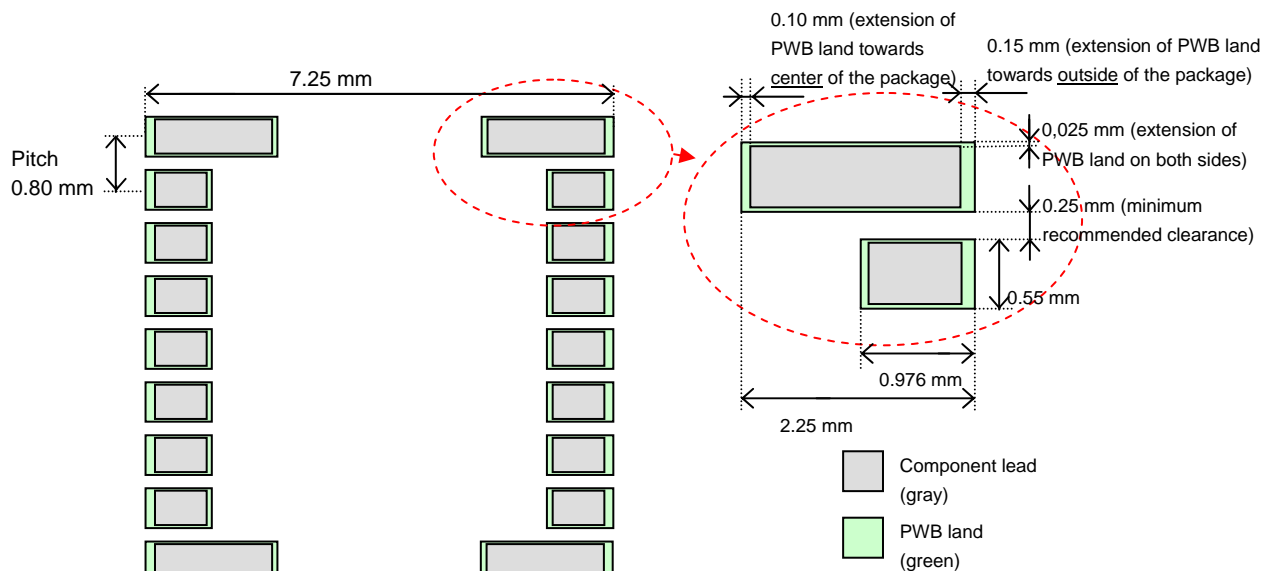 0.10 mm (extension of
PWB land towards
center of the package)
0.15 mm (extension of PWB land
towards outside of the package)
7.25 mm
0,025 mm (extension of
PWB land on both sides)
Pitch
0.80 mm
0.25 mm (minimum
recommended clearance)
0.55 mm
0.976 mm
2.25 mm
Component lead
(gray)
PWB land
(green)